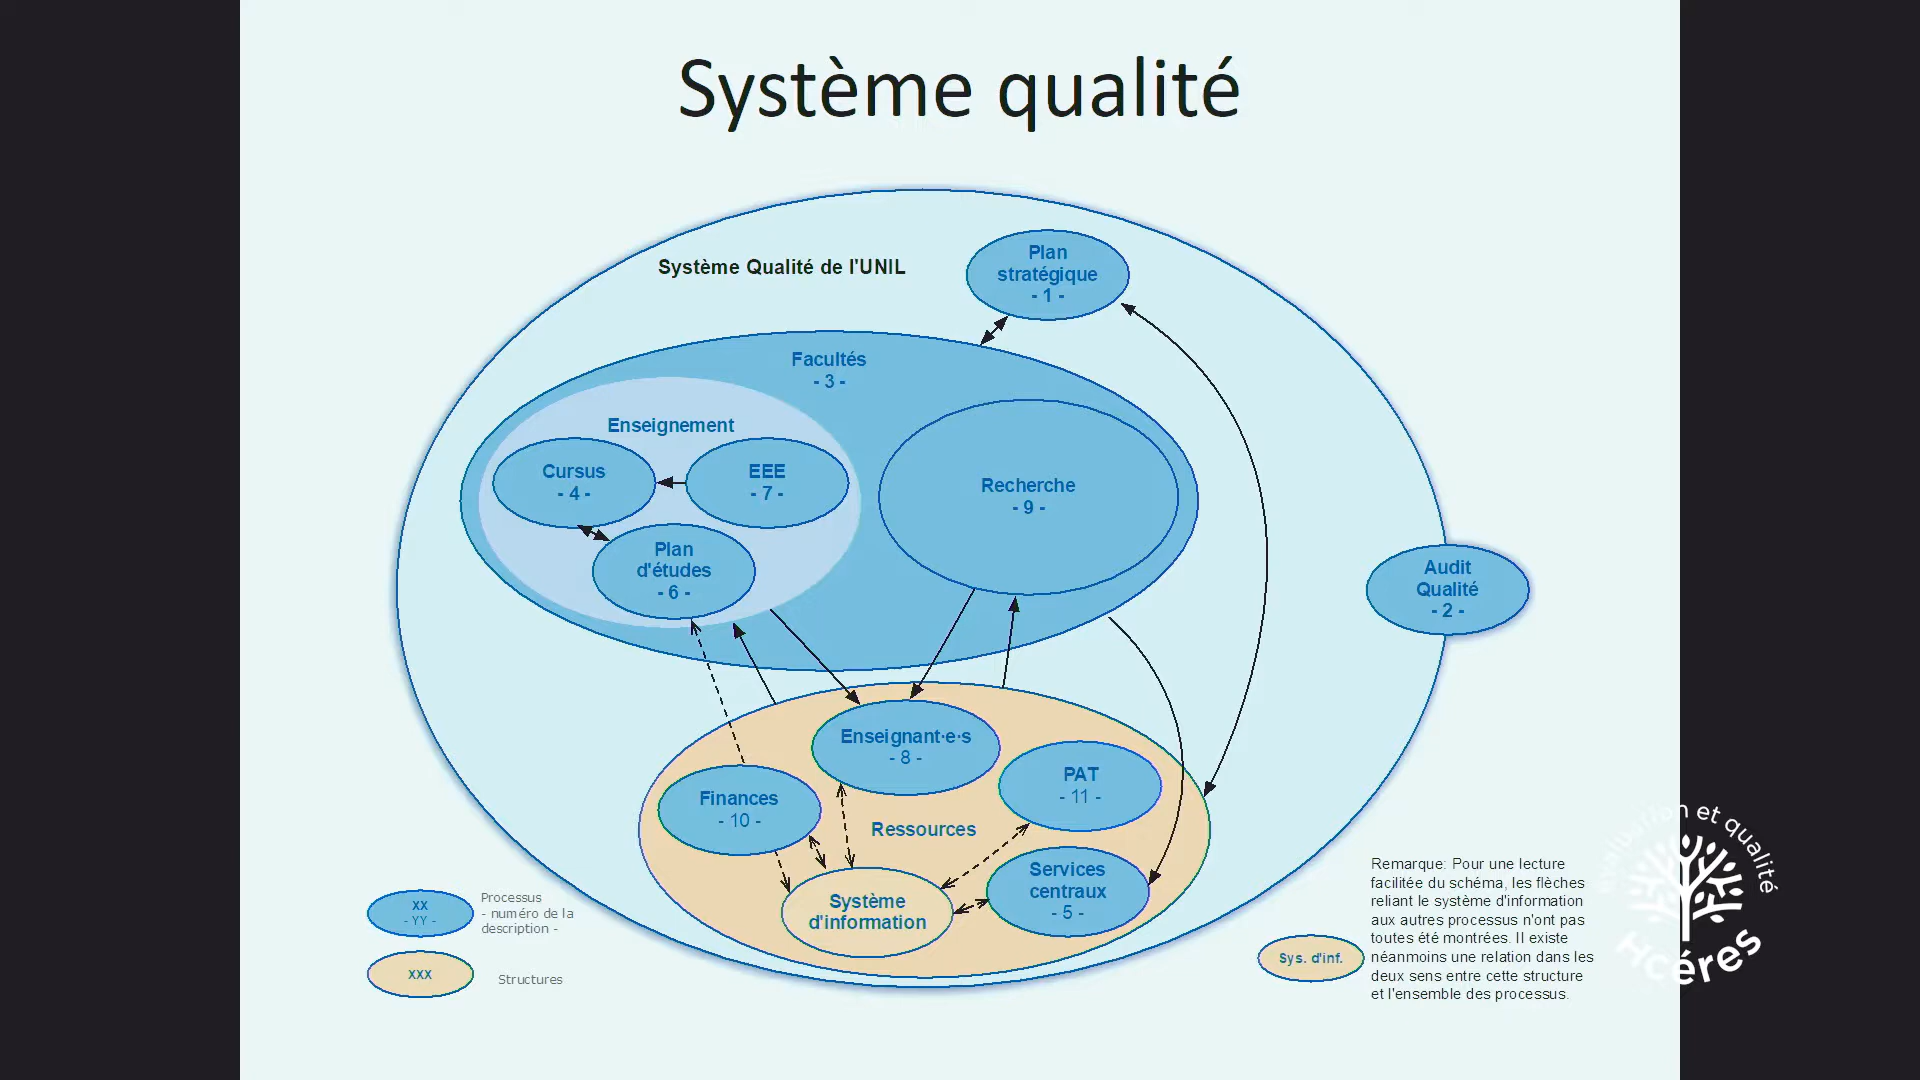 Système qualité
Système Qualité de l'UNIL
Plan
stratégique
- 1 -
Facultés
- 3 -
Enseignement
Cursus
- 4 -
EEE
- 7 -
Recherche
- 9 -
Plan
d'études
- 6 -
Audit
Qualité
- 2 -
Enseignant·e·s
- 8 -
PAT
- 11 -
Finances
- 10 -
Ressources
Services
centraux
- 5 -
Système
d'information
XX
- YY -
Processus
- numéro de la
description -
XXX
Structures
Sys. d'inf.
Remarque: Pour une lecture
facilitée du schéma, les flèches
reliant le système d'information
aux autres processus n'ont pas
toutes été montrées. Il existe
néanmoins une relation dans les
deux sens entre cette structure
et l'ensemble des processus.
évaluation et qualité
Hcéres